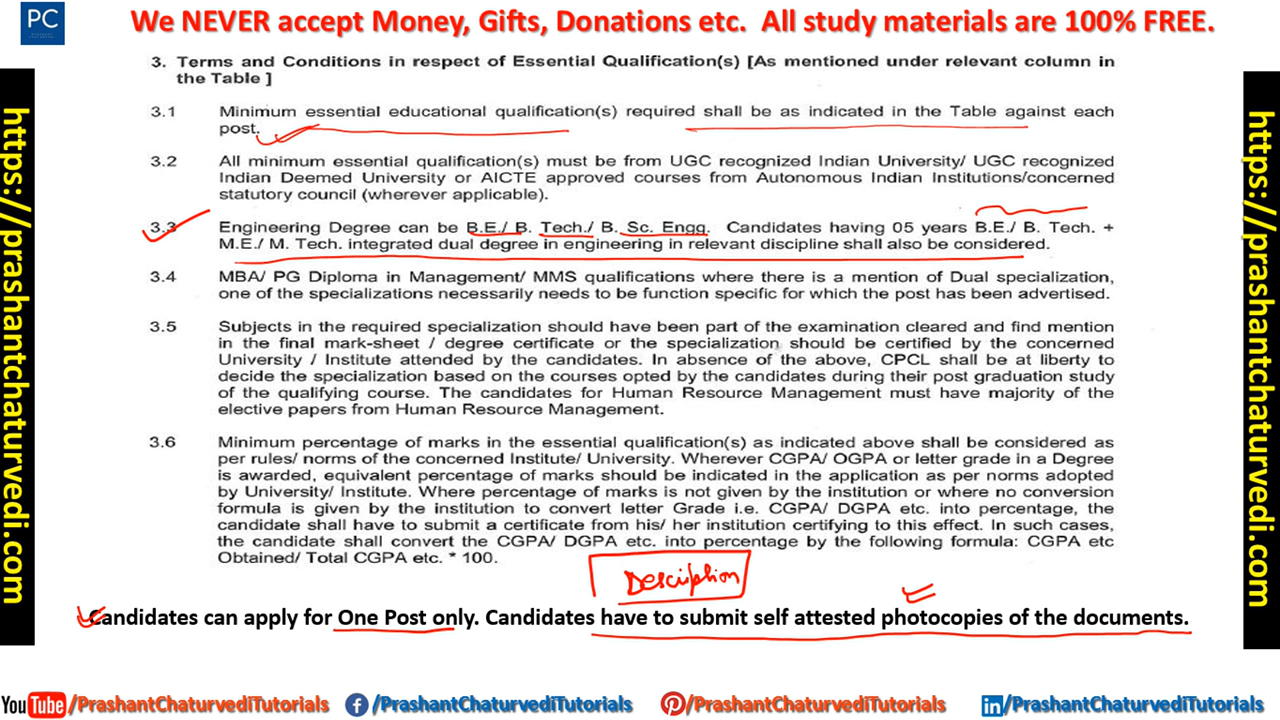 PC
We NEVER accept Money, Gifts, Donations etc. All study materials are 100% FREE.
https://prashantchaturvedi.com
https://prashantchaturvedi.com
3. Terms and Conditions in respect of Essential Qualification(s) [As mentioned under relevant column in
the Table ]
3.1 Minimum essential educational qualification(s) required shall be as indicated in the Table against each
post.
3.2 All minimum essential qualification(s) must be from UGC recognized Indian University/ UGC recognized
Indian Deemed University or AICTE approved courses from Autonomous Indian Institutions/concerned
statutory council (wherever applicable).
3.3 Engineering Degree can be B.E./ B. Tech./ B. Sc. Engg. Candidates having 05 years B.E./ B. Tech. +
M.E./ M. Tech. integrated dual degree in engineering in relevant discipline shall also be considered.
3.4 MBA/ PG Diploma in Management/ MMS qualifications where there is a mention of Dual specialization,
one of the specializations necessarily needs to be function specific for which the post has been advertised.
3.5 Subjects in the required specialization should have been part of the examination cleared and find mention
in the final mark-sheet / degree certificate or the specialization should be certified by the concerned
University / Institute attended by the candidates. In absence of the above, CPCL shall be at liberty to
decide the specialization based on the courses opted by the candidates during their post graduation study
of the qualifying course. The candidates for Human Resource Management must have majority of the
elective papers from Human Resource Management.
3.6 Minimum percentage of marks in the essential qualification(s) as indicated above shall be considered as
per rules/ norms of the concerned Institute/ University. Wherever CGPA/ OGPA or letter grade in a Degree
is awarded, equivalent percentage of marks should be indicated in the application as per norms adopted
by University/ Institute. Where percentage of marks is not given by the institution or where no conversion
formula is given by the institution to convert letter Grade i.e. CGPA/ DGPA etc. into percentage, the
candidate shall have to submit a certificate from his/ her institution certifying to this effect. In such cases,
the candidate shall convert the CGPA/ DGPA etc. into percentage by the following formula: CGPA etc
Obtained/ Total CGPA etc. * 100.
Description
Candidates can apply for One Post only. Candidates have to submit self attested photocopies of the documents.
YouTube/PrashantChaturvediTutorials f/PrashantChaturvediTutorials /PrashantChaturvediTutorials in/PrashantChaturvediTutorials